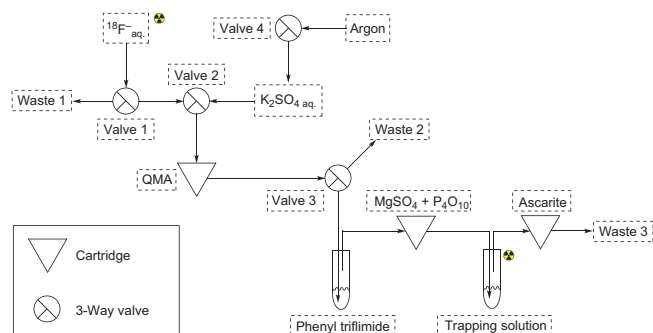 ¹⁸F⁻aq.
Valve 4
Argon
Valve 2
Waste 1
K₂SO₄ aq.
Valve 1
Waste 2
QMA
Valve 3
MgSO₄ + P₄O₁₀
Ascarite
Waste 3
Cartridge
3-Way valve
Phenyl triflimide
Trapping solution